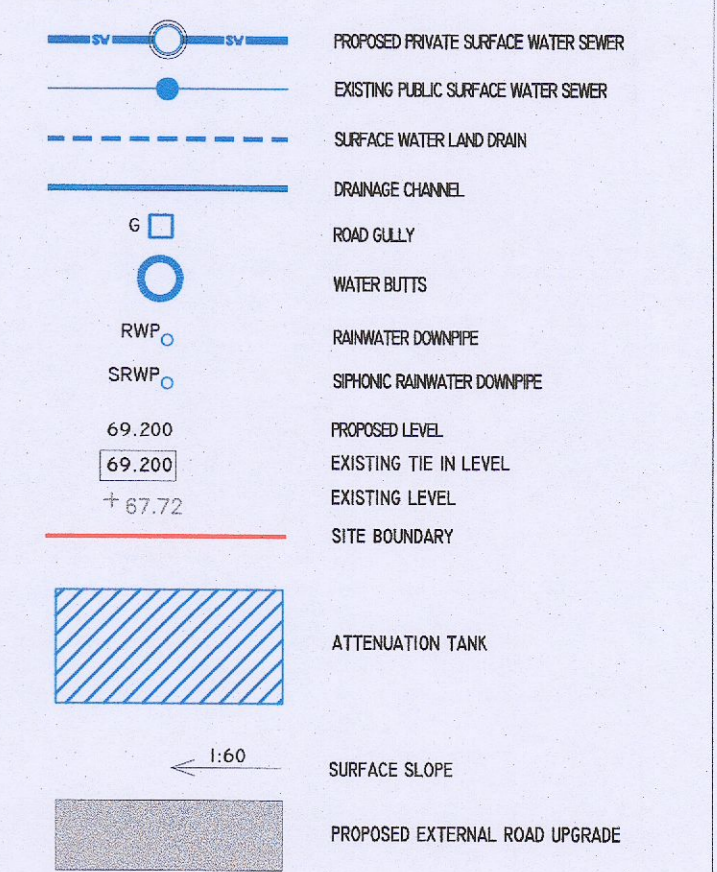 SW SW PROPOSED PRIVATE SURFACE WATER SEWER
EXISTING PUBLIC SURFACE WATER SEWER
SURFACE WATER LAND DRAIN
DRAINAGE CHANNEL
G ROAD GULLY
WATER BUTTS
RWP RAINWATER DOWNPIPE
SRWP SIPHONIC RAINWATER DOWNPIPE
69.200 PROPOSED LEVEL
69.200 EXISTING TIE IN LEVEL
+67.72 EXISTING LEVEL
SITE BOUNDARY
ATTENUATION TANK
1:60 SURFACE SLOPE
PROPOSED EXTERNAL ROAD UPGRADE